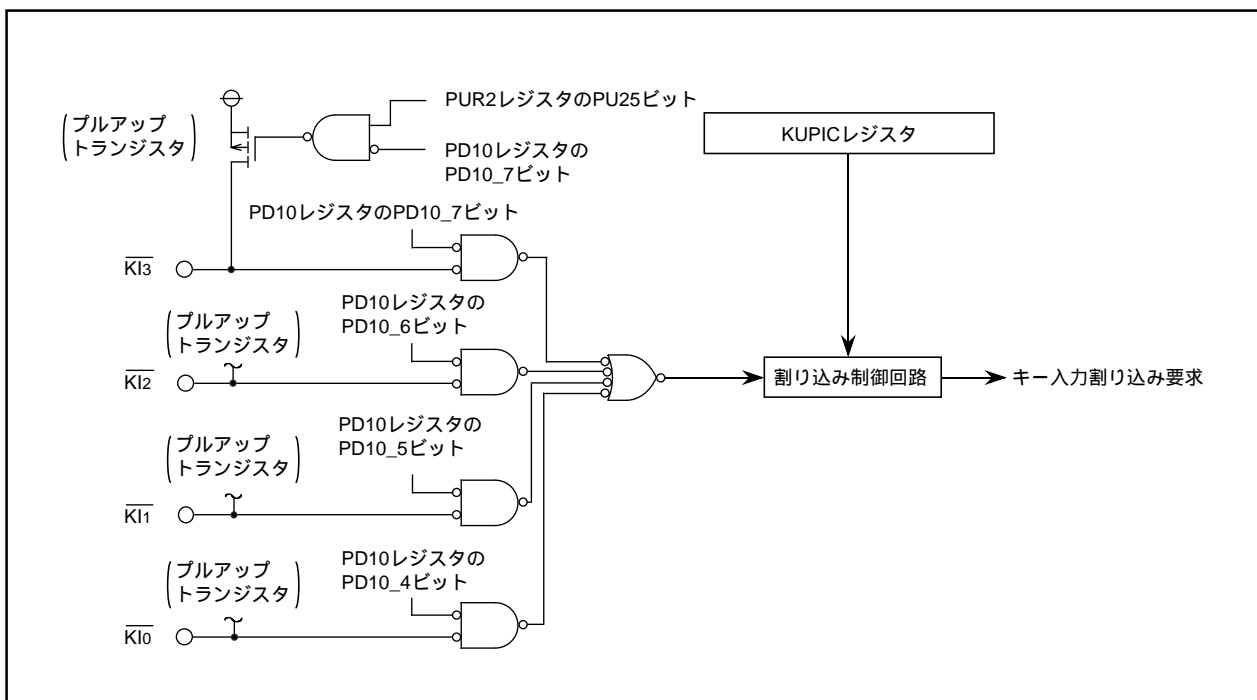 PUR2レジスタのPU25ビット
プルアップ
トランジスタ
KUPICレジスタ
PD10レジスタの
PD10_7ビット
PD10レジスタのPD10_7ビット
KI3
PD10レジスタの
PD10_6ビット
プルアップ
トランジスタ
KI2
割り込み制御回路
キー入力割り込み要求
PD10レジスタの
PD10_5ビット
プルアップ
トランジスタ
KI1
PD10レジスタの
PD10_4ビット
プルアップ
トランジスタ
KI0